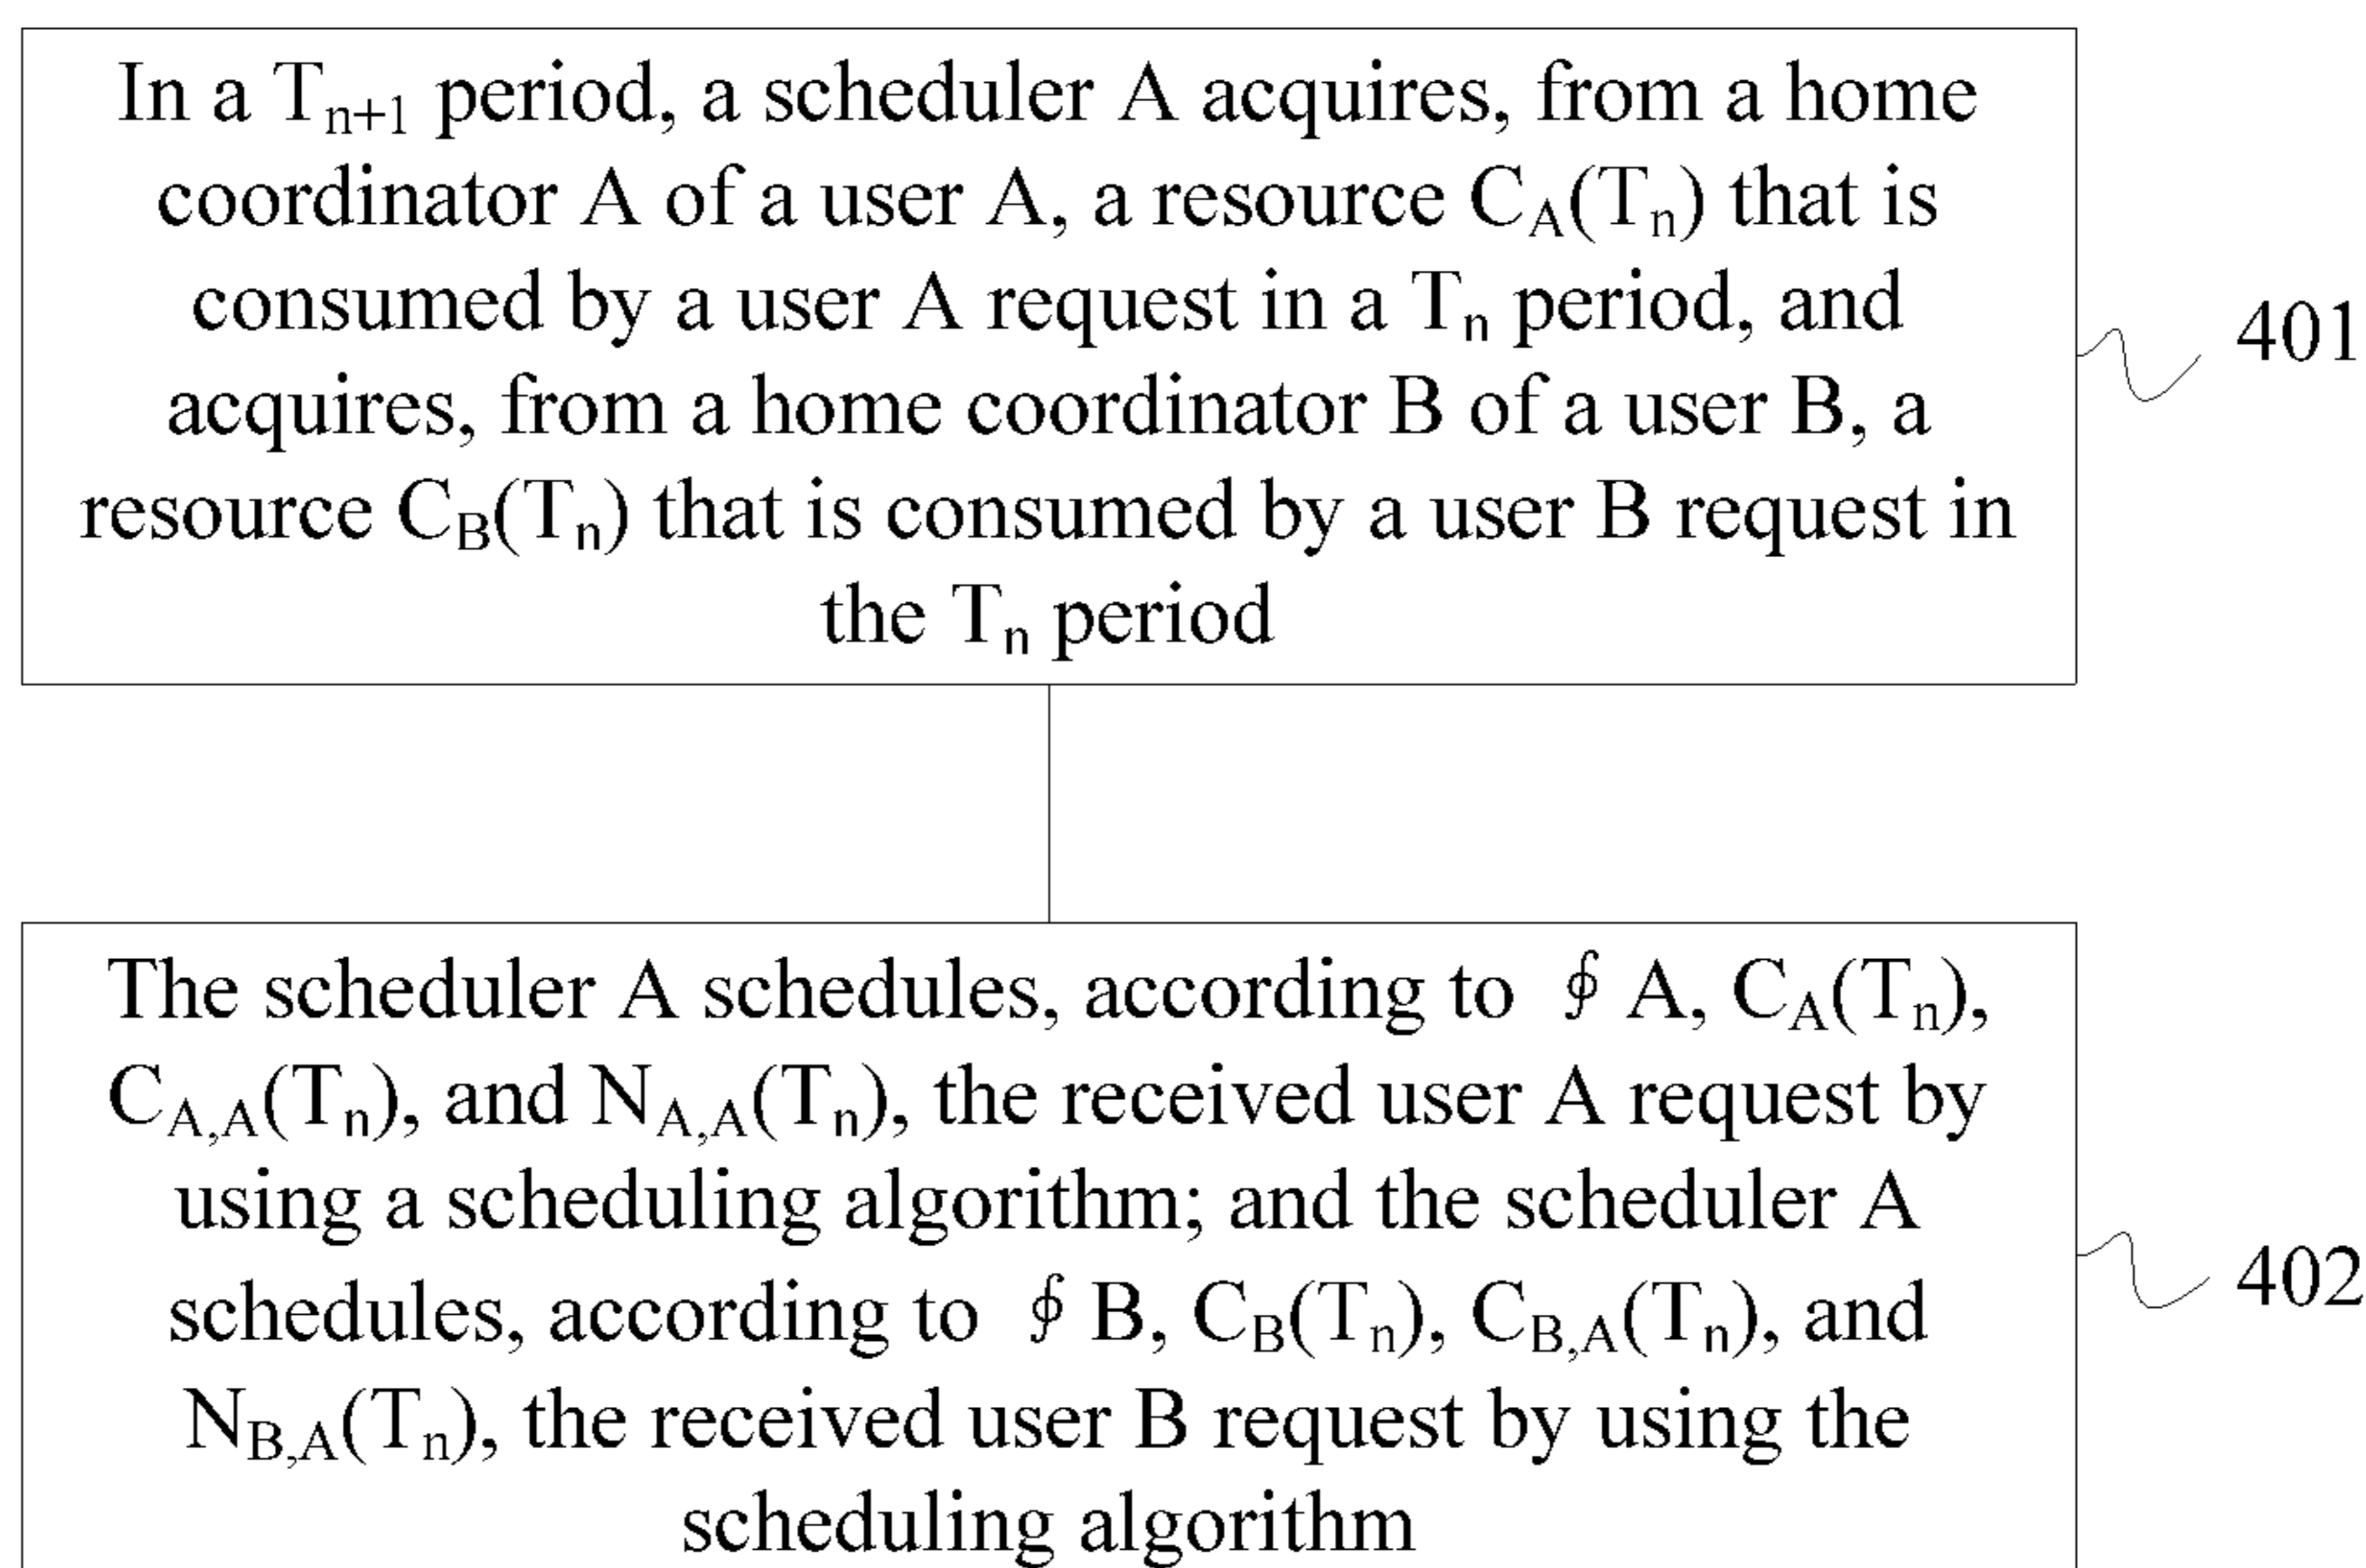 In a Tn+1 period, a scheduler A acquires, from a home
coordinator A of a user A, a resource CA(Tn) that is
consumed by a user A request in a Tn period, and
acquires, from a home coordinator B of a user B, a
resource CB(Tn) that is consumed by a user B request in
the Tn period
401
The scheduler A schedules, according to ∮ A, CA(Tn),
CA,A(Tn), and NA,A(Tn), the received user A request by
using a scheduling algorithm; and the scheduler A
schedules, according to ∮ B, CB(Tn), CB,A(Tn), and
NB,A(Tn), the received user B request by using the
scheduling algorithm
402